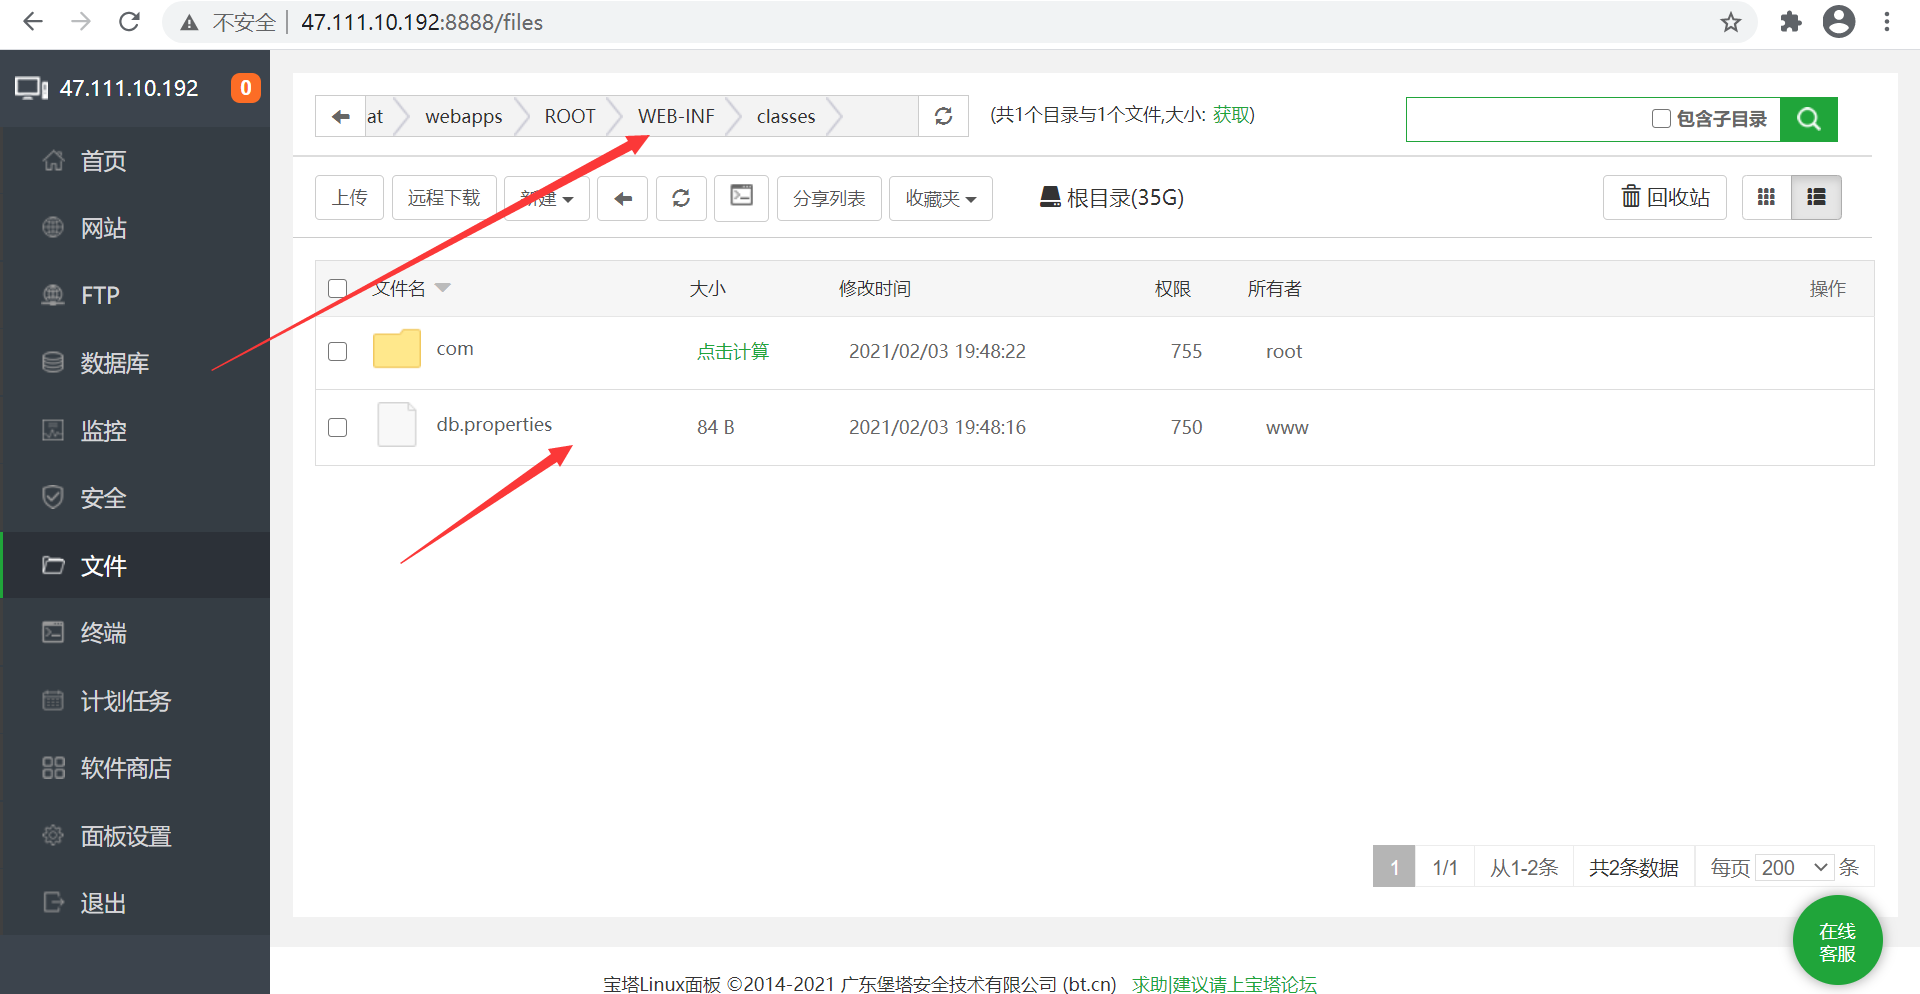 不安全 47.111.10.192:8888/files
47.111.10.192 0
首页
网站
FTP
数据库
监控
安全
文件
终端
计划任务
软件商店
面板设置
退出
at webapps ROOT WEB-INF classes (共1个目录与1个文件,大小: 获取) 包含子目录
上传 远程下载 新建 分享列表 收藏夹 根目录(35G) 回收站
文件名 大小 修改时间 权限 所有者 操作
com 点击计算 2021/02/03 19:48:22 755 root
db.properties 84 B 2021/02/03 19:48:16 750 www
1 1/1 从1-2条 共2条数据 每页 200 条
在线
客服
宝塔Linux面板 ©2014-2021 广东堡塔安全技术有限公司 (bt.cn) 求助|建议请上宝塔论坛